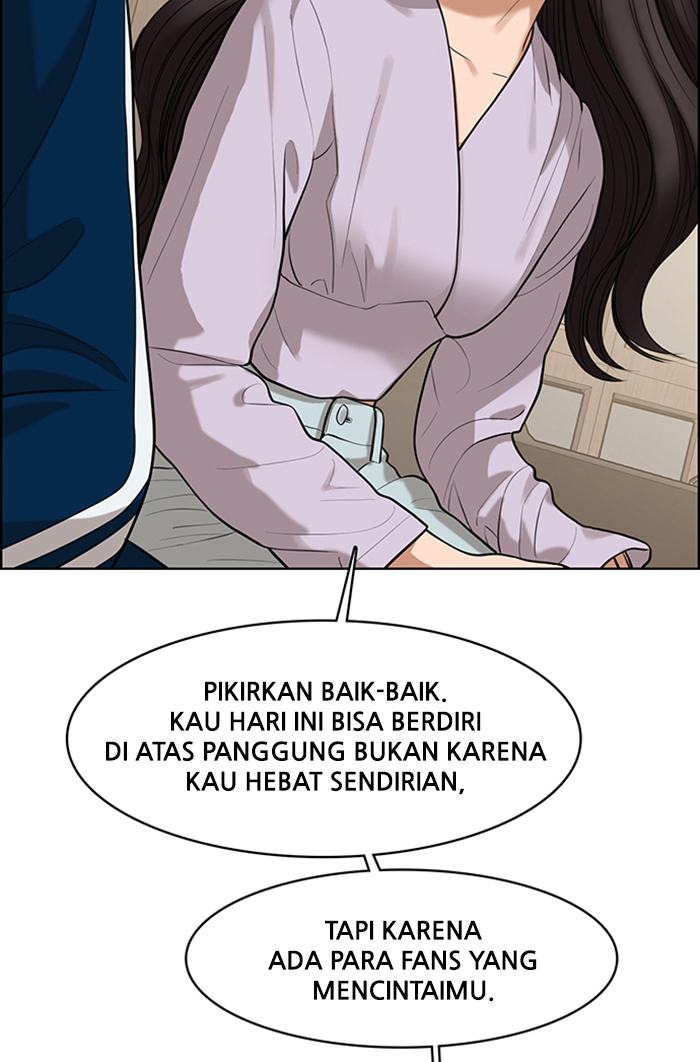 PIKIRKAN BAIK-BAIK.
KAU HARI INI BISA BERDIRI
DI ATAS PANGGUNG BUKAN KARENA
KAU HEBAT SENDIRIAN,
TAPI KARENA
ADA PARA FANS YANG
MENCINTAIMU.